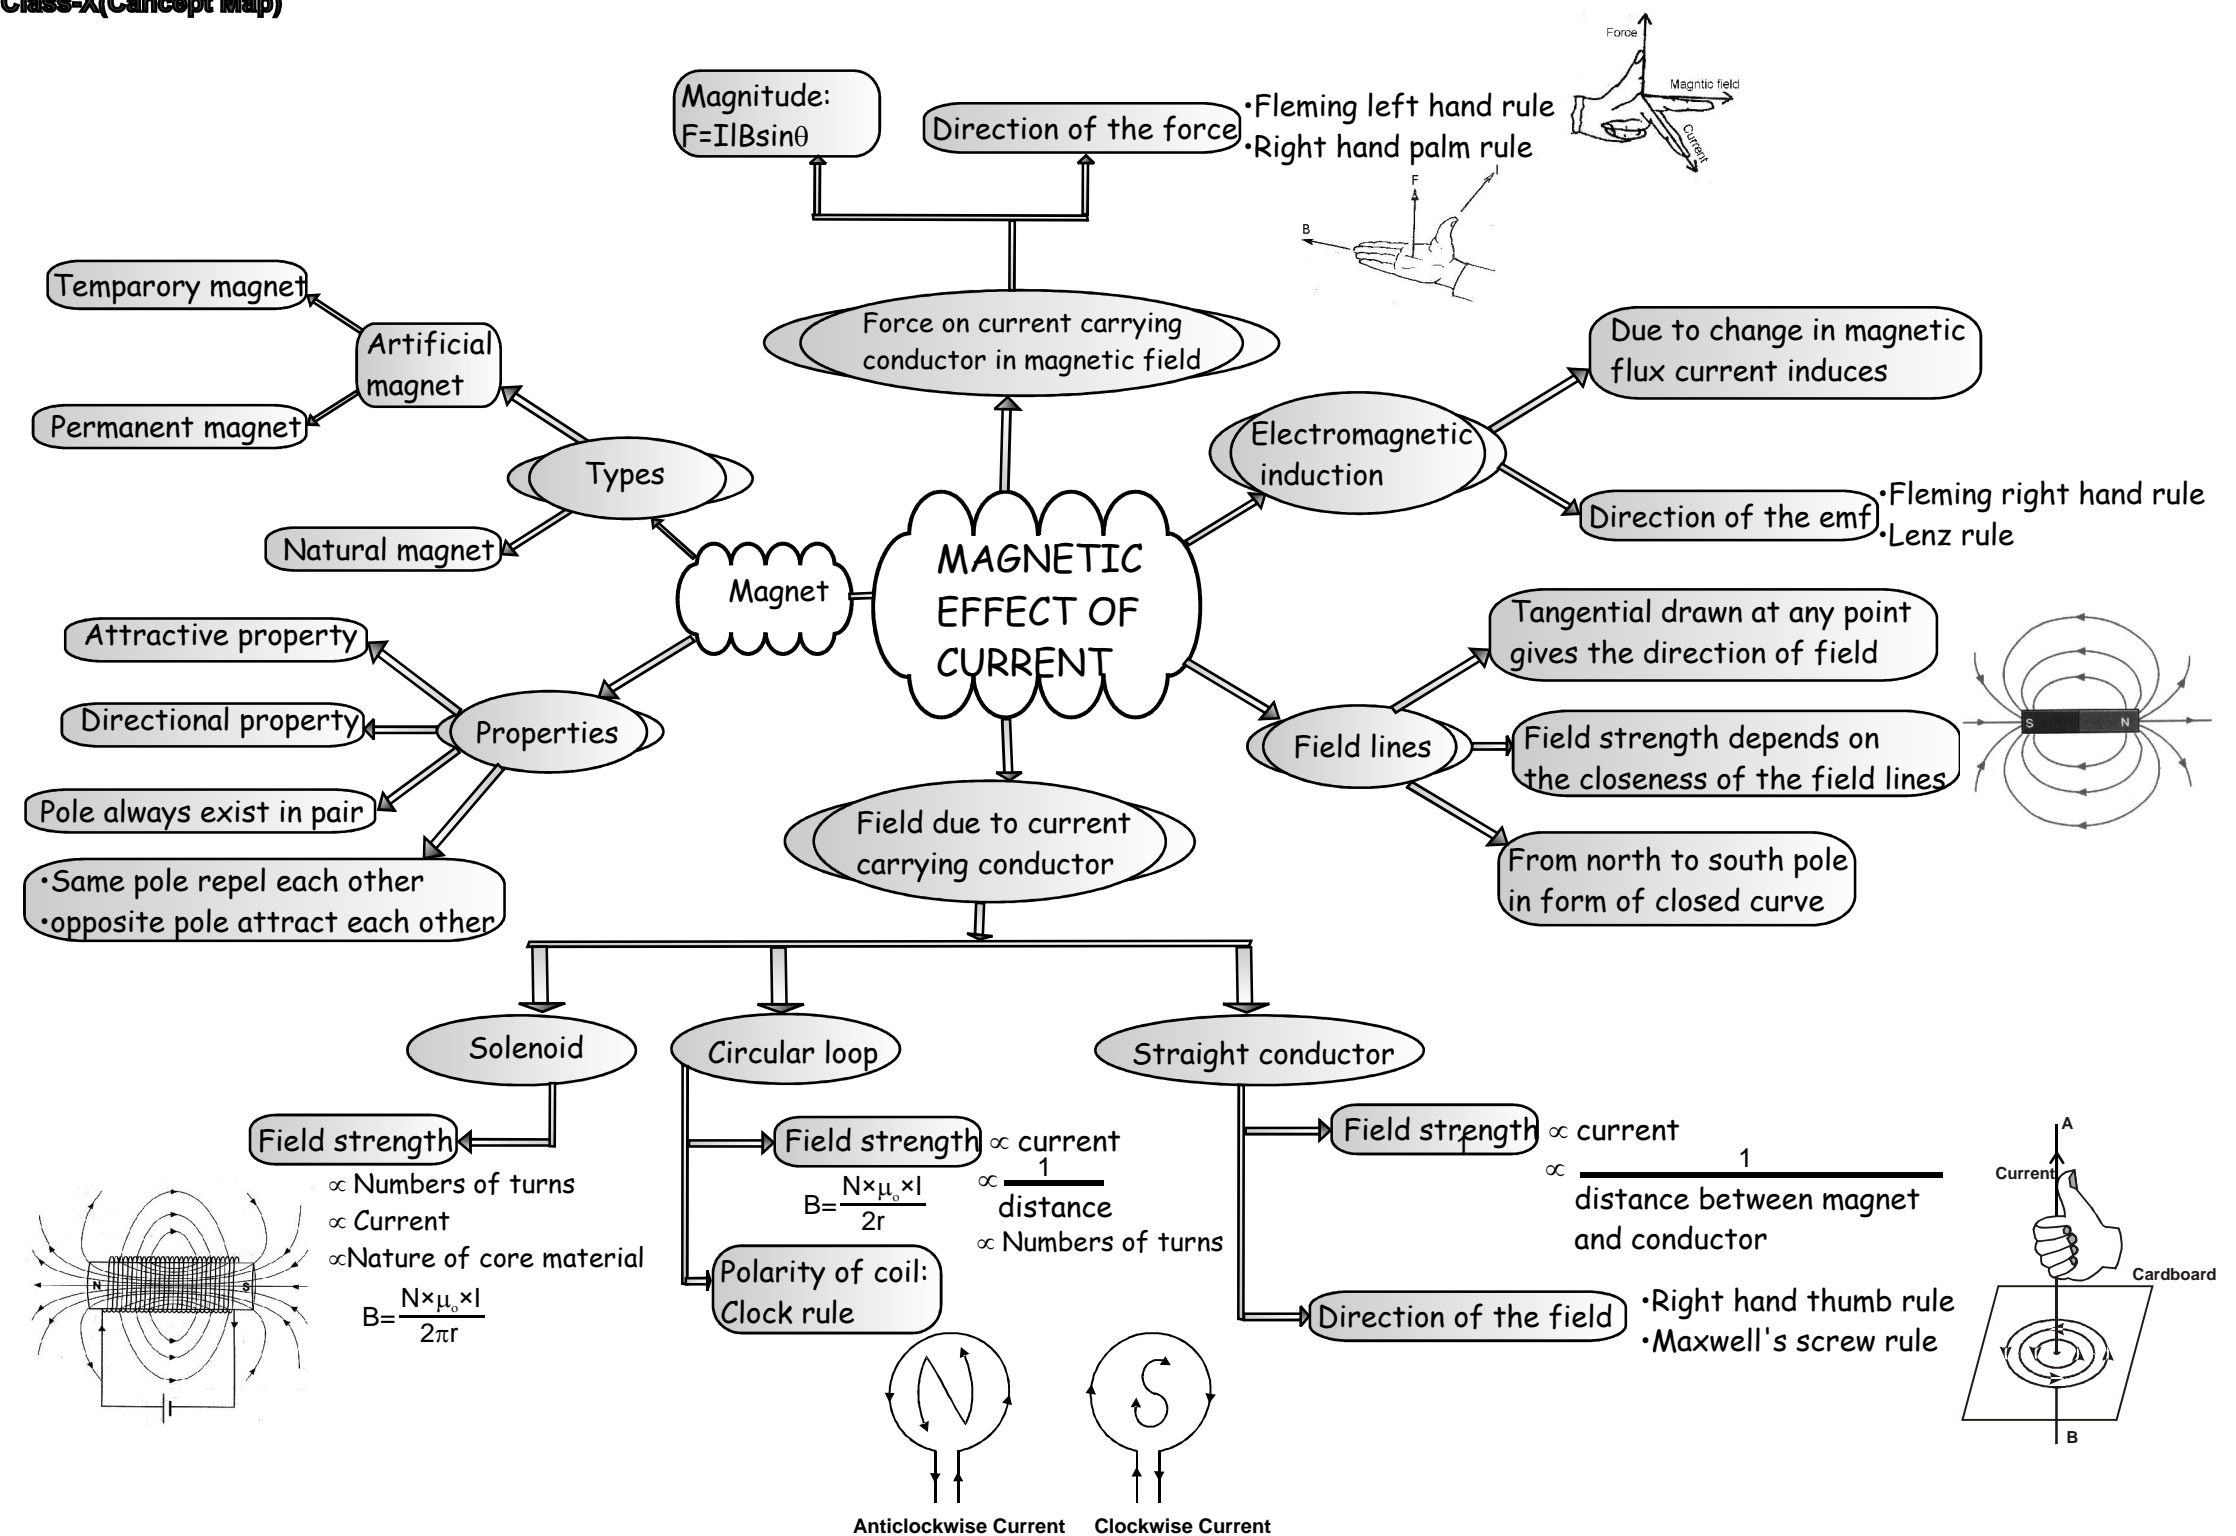 Class-X(Cancept Map)
Magnitude:
F=IlBsinθ
Direction of the force
•Fleming left hand rule
•Right hand palm rule
Force
Magntic field
Current
F
I
B
Temparory magnet
Artificial
magnet
Permanent magnet
Types
Natural magnet
Force on current carrying
conductor in magnetic field
Due to change in magnetic
flux current induces
Electromagnetic
induction
Direction of the emf
•Fleming right hand rule
•Lenz rule
MAGNETIC
EFFECT OF
CURRENT
Magnet
Attractive property
Directional property
Properties
Pole always exist in pair
•Same pole repel each other
•opposite pole attract each other
Tangential drawn at any point
gives the direction of field
Field lines
Field strength depends on
the closeness of the field lines
From north to south pole
in form of closed curve
S
N
Field due to current
carrying conductor
Solenoid
Circular loop
Straight conductor
Field strength
∝ Numbers of turns
∝ Current
∝Nature of core material
B=N×μ₀×I
2πr
N
S
Field strength ∝ current
∝ 1
distance
∝ Numbers of turns
B=N×μ₀×I
2r
Polarity of coil:
Clock rule
N
S
Anticlockwise Current
Clockwise Current
Field strength ∝ current
1
∝ 1
distance between magnet
and conductor
Direction of the field
•Right hand thumb rule
•Maxwell's screw rule
A
Current
Cardboard
B